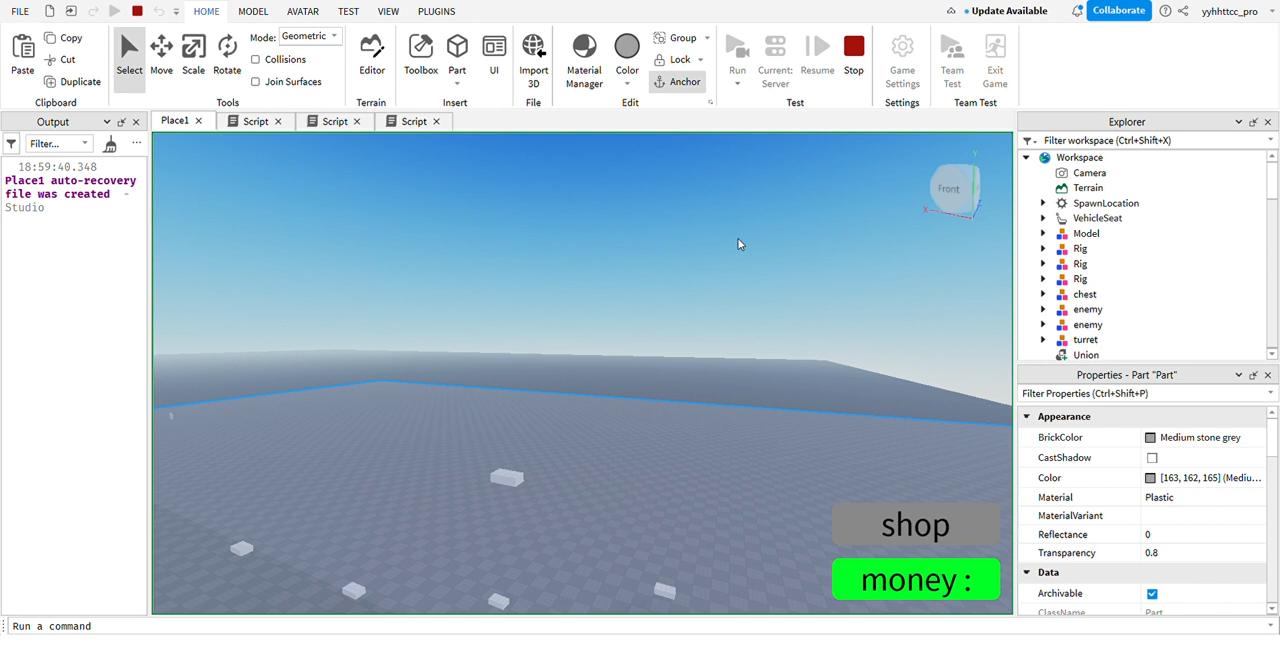 FILE HOME MODEL AVATAR TEST VIEW PLUGINS Update Available Collaborate yyhhttcc_pro
Paste Copy Cut Duplicate Clipboard
Select Move Scale Rotate Mode: Geometric Collisions Join Surfaces Tools
Editor Terrain
Toolbox Part UI Insert
Import 3D File
Material Manager Color Group Lock Anchor Edit
Run Current: Server Resume Stop Test
Game Settings Settings
Team Test Exit Game Team Test
Output
Filter...
18:59:40.348
Place1 auto-recovery
file was created -
Studio
Place1 Script Script Script
Front
X
Y
Z
shop
money :
Explorer
Filter workspace (Ctrl+Shift+X)
Workspace
Camera
Terrain
SpawnLocation
VehicleSeat
Model
Rig
Rig
Rig
chest
enemy
enemy
turret
Union
Properties - Part "Part"
Filter Properties (Ctrl+Shift+P)
Appearance
BrickColor Medium stone grey
CastShadow
Color [163, 162, 165] (Mediu...
Material Plastic
MaterialVariant
Reflectance 0
Transparency 0.8
Data
Archivable
ClassName Part
Run a command